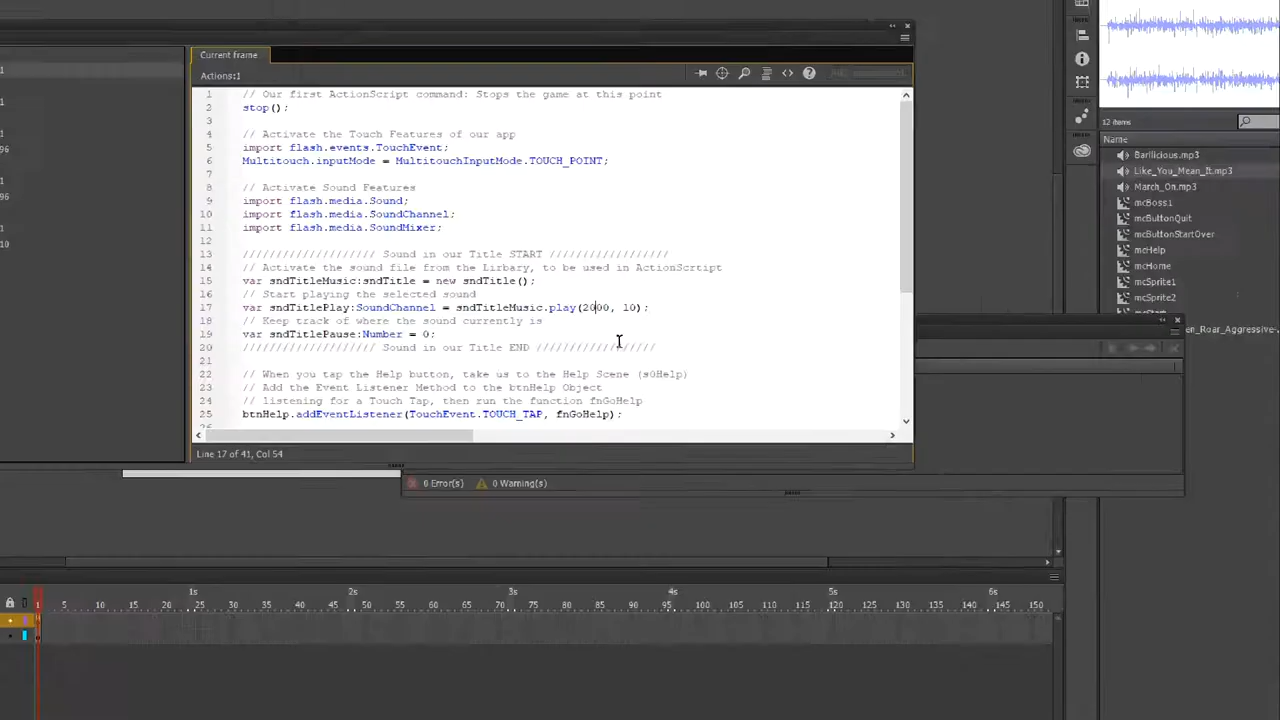 Current frame
Actions:1
1 // Our first ActionScript command: Stops the game at this point
2 stop();
3
4 // Activate the Touch Features of our app
5 import flash.events.TouchEvent;
6 Multitouch.inputMode = MultitouchInputMode.TOUCH_POINT;
7
8 // Activate Sound Features
9 import flash.media.Sound;
10 import flash.media.SoundChannel;
11 import flash.media.SoundMixer;
12
13 //////////////////// Sound in our Title START //////////////////
14 // Activate the sound file from the Lirbary, to be used in ActionScrtipt
15 var sndTitleMusic:sndTitle = new sndTitle();
16 // Start playing the selected sound
17 var sndTitlePlay:SoundChannel = sndTitleMusic.play(2000, 10);
18 // Keep track of where the sound currently is
19 var sndTitlePause:Number = 0;
20 //////////////////// Sound in our Title END //////////////////
21
22 // When you tap the Help button, take us to the Help Scene (s0Help)
23 // Add the Event Listener Method to the btnHelp Object
24 // listening for a Touch Tap, then run the function fnGoHelp
25 btnHelp.addEventListener(TouchEvent.TOUCH_TAP, fnGoHelp);
Line 17 of 41, Col 54
0 Error(s) 0 Warning(s)
12 items
Name
Barilicious.mp3
Like_You_Mean_It.mp3
March_On.mp3
mcBoss1
mcButtonQuit
mcButtonStartOver
mcHelp
mcHome
mcSprite1
mcSprite2
en_Roar_Aggressive-
1
1
96
1
96
1
10
1s 2s 3s 4s 5s 6s
1 5 10 15 20 25 30 35 40 45 50 55 60 65 70 75 80 85 90 95 100 105 110 115 120 125 130 135 140 145 150